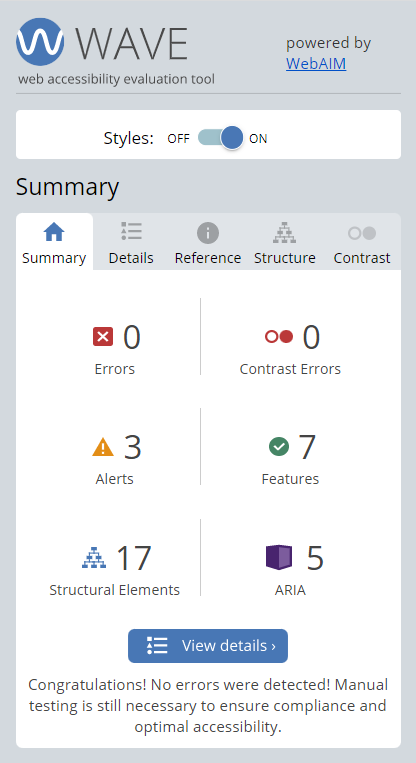 WAVE
web accessibility evaluation tool
powered by
WebAIM
Styles: OFF ON
Summary
Summary Details Reference Structure Contrast
0
Errors
0
Contrast Errors
3
Alerts
7
Features
17
Structural Elements
5
ARIA
View details ›
Congratulations! No errors were detected! Manual
testing is still necessary to ensure compliance and
optimal accessibility.